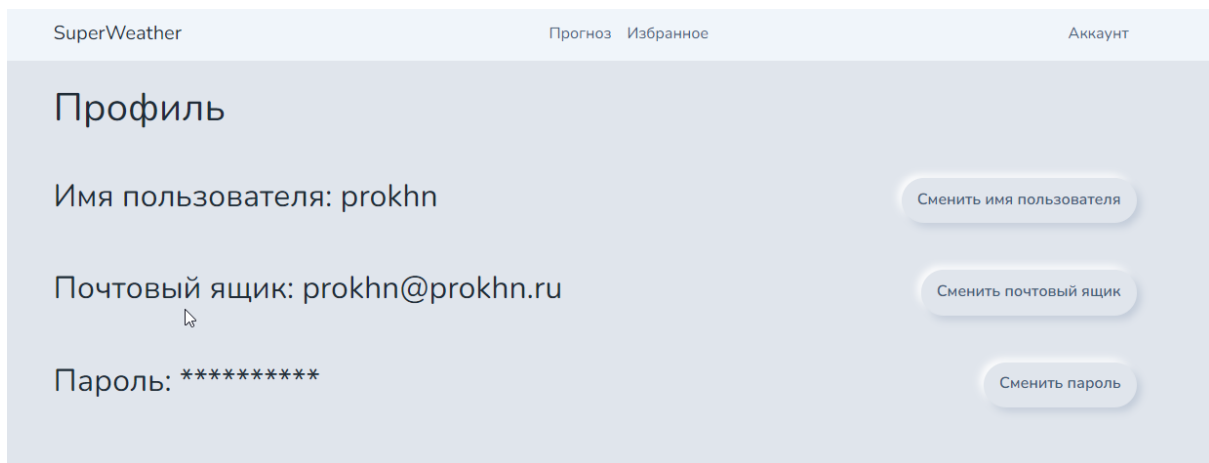 SuperWeather Прогноз Избранное Аккаунт
Профиль
Имя пользователя: prokhn Сменить имя пользователя
Почтовый ящик: prokhn@prokhn.ru Сменить почтовый ящик
Пароль: ********** Сменить пароль